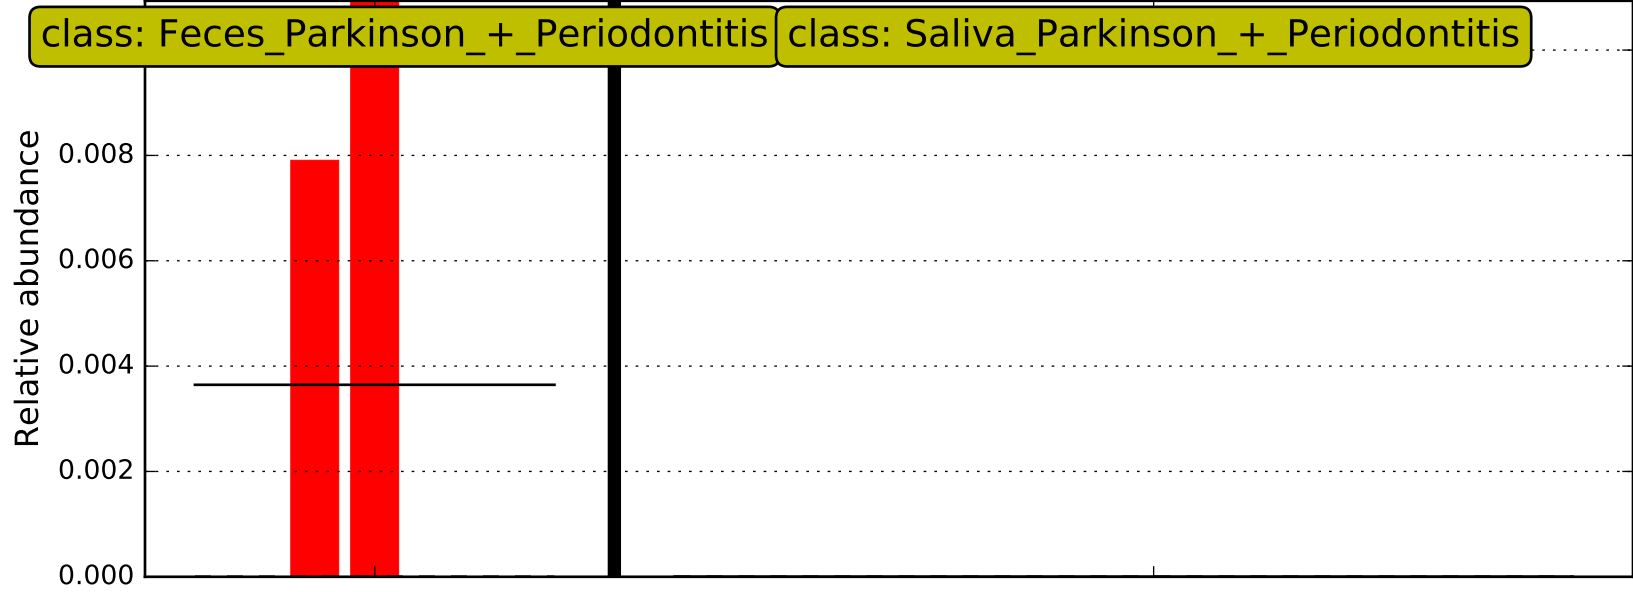 class: Feces_Parkinson_+_Periodontitis
class: Saliva_Parkinson_+_Periodontitis
Relative abundance
0.008
0.006
0.004
0.002
0.000